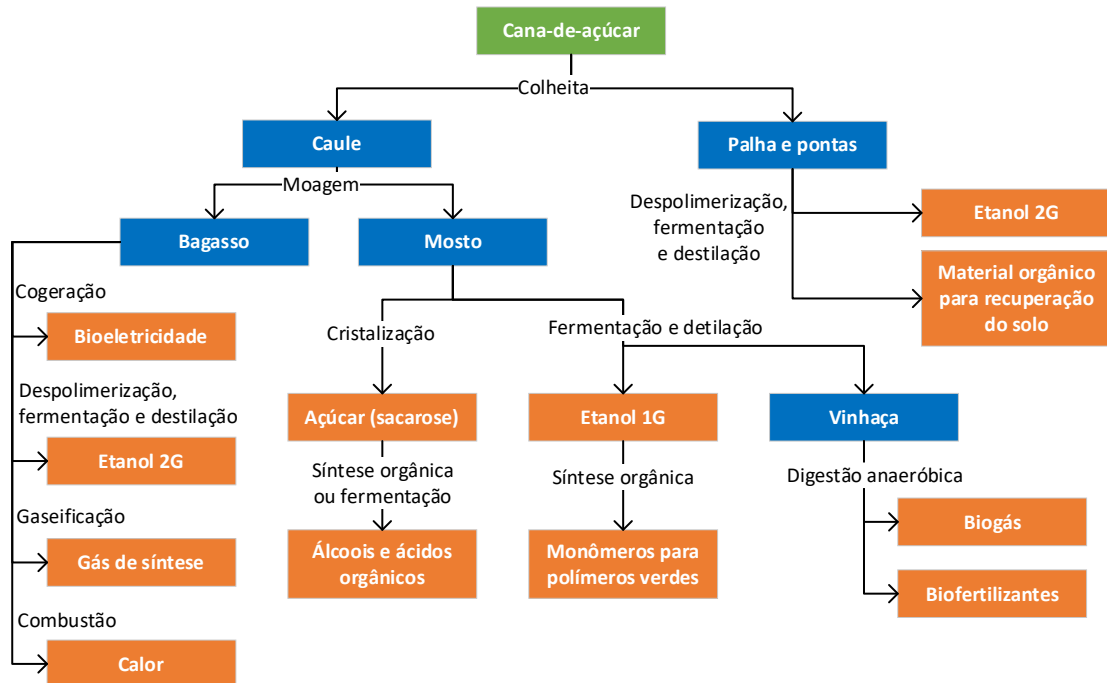 Cana-de-açúcar
Colheita
Caule
Palha e pontas
Moagem
Bagasso
Mosto
Despolimerização,
fermentação
e destilação
Etanol 2G
Material orgânico
para recuperação
do solo
Cogeração
Bioeletricidade
Cristalização
Fermentação e detilação
Despolimerização,
fermentação e destilação
Etanol 2G
Açúcar (sacarose)
Etanol 1G
Vinhaça
Síntese orgânica
ou fermentação
Síntese orgânica
Digestão anaeróbica
Gaseificação
Gás de síntese
Álcoois e ácidos
orgânicos
Monômeros para
polímeros verdes
Biogás
Biofertilizantes
Combustão
Calor